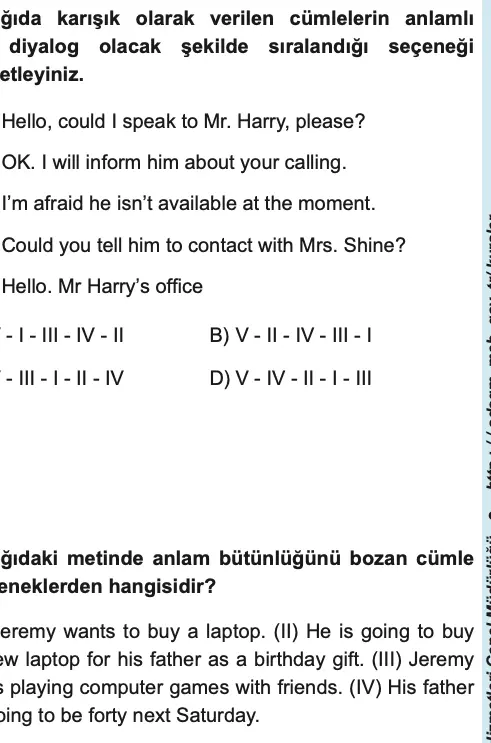 ğıda karışık olarak verilen cümlelerin anlamlı
diyalog olacak şekilde sıralandığı seçeneği
etleyiniz.
Hello, could I speak to Mr. Harry, please?
OK. I will inform him about your calling.
I'm afraid he isn't available at the moment.
Could you tell him to contact with Mrs. Shine?
Hello. Mr Harry's office
- I - III - IV - II B) V - II - IV - III - I
- III - I - II - IV D) V - IV - II - I - III
ğıdaki metinde anlam bütünlüğünü bozan cümle
eneklerden hangisidir?
eremy wants to buy a laptop. (II) He is going to buy
ew laptop for his father as a birthday gift. (III) Jeremy
s playing computer games with friends. (IV) His father
oing to be forty next Saturday.